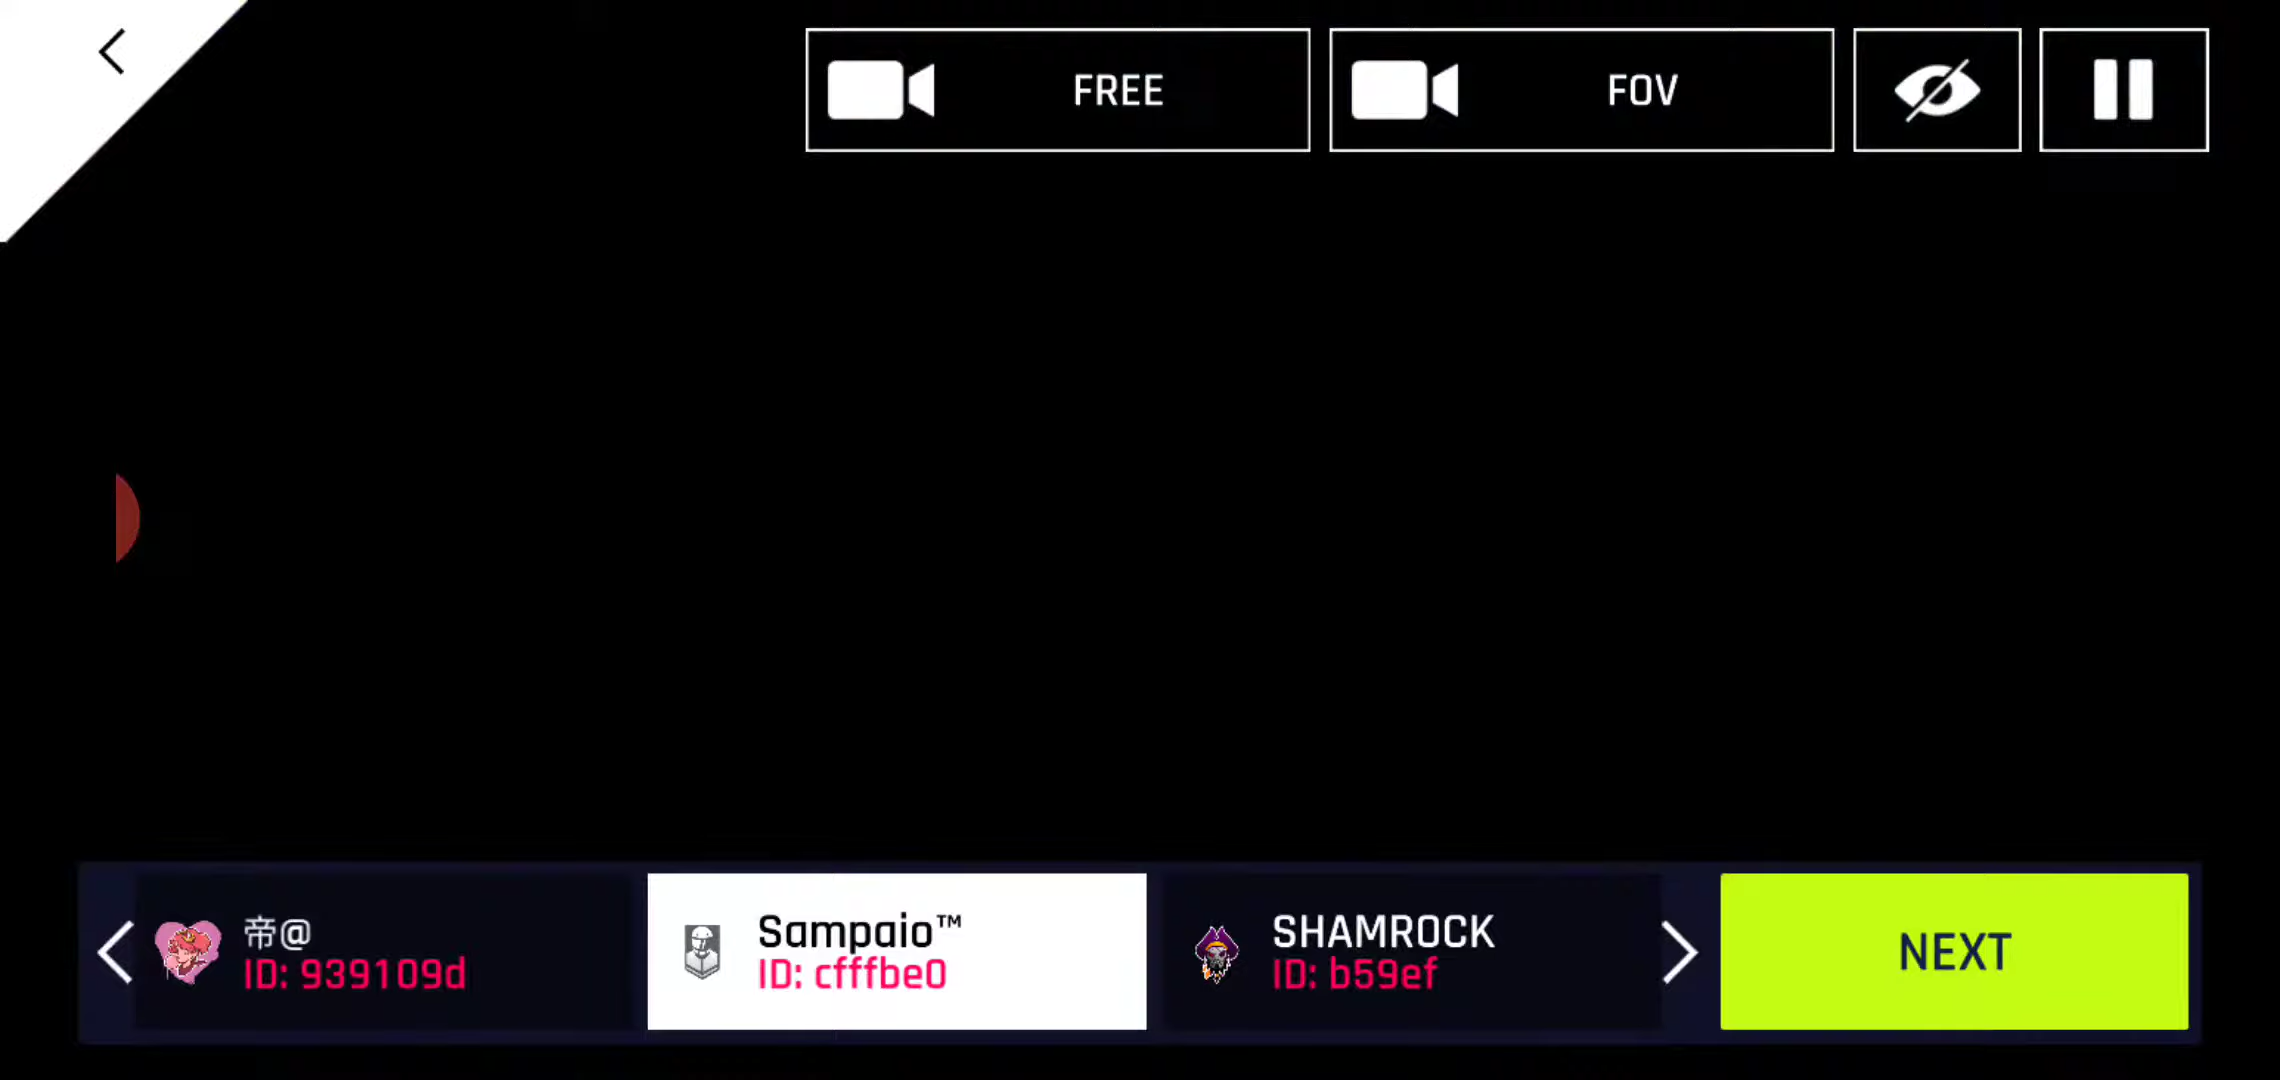 FREE
FOV
帝@
ID: 939109d
Sampaio™
ID: cfffbe0
SHAMROCK
ID: b59ef
NEXT